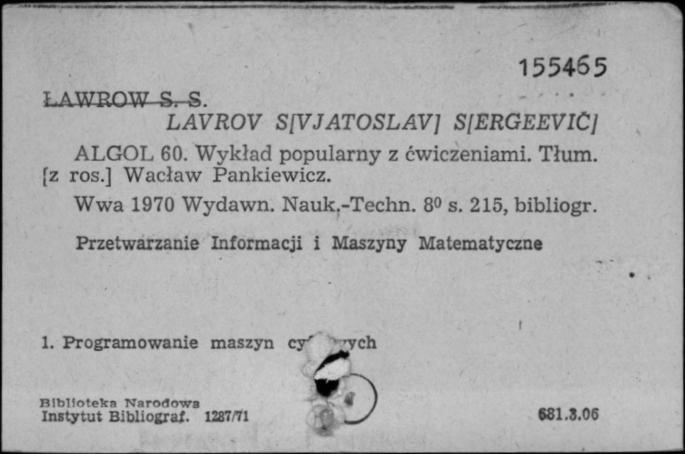 155465
ŁAWROW S. S.
LAVROV S[VJATOSLAV] S[ERGEEVIČ]
ALGOL 60. Wykład popularny z ćwiczeniami. Tłum.
[z ros.] Wacław Pankiewicz.
Wwa 1970 Wydawn. Nauk.-Techn. 8⁰ s. 215, bibliogr.
Przetwarzanie Informacji i Maszyny Matematyczne
1. Programowanie maszyn
Biblioteka Narodowa
Instytut Bibliograf. 1287/71
681.3.06